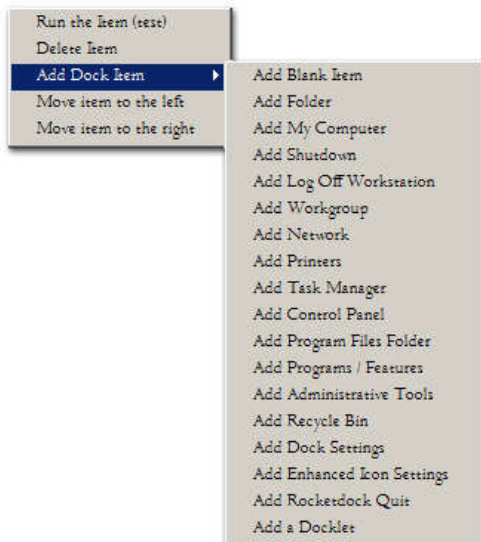 Run the Item (test)
Delete Item
Add Dock Item
Move item to the left
Move item to the right
Add Blank Item
Add Folder
Add My Computer
Add Shutdown
Add Log Off Workstation
Add Workgroup
Add Network
Add Printers
Add Task Manager
Add Control Panel
Add Program Files Folder
Add Programs / Features
Add Administrative Tools
Add Recycle Bin
Add Dock Settings
Add Enhanced Icon Settings
Add Rocketdock Quit
Add a Docklet